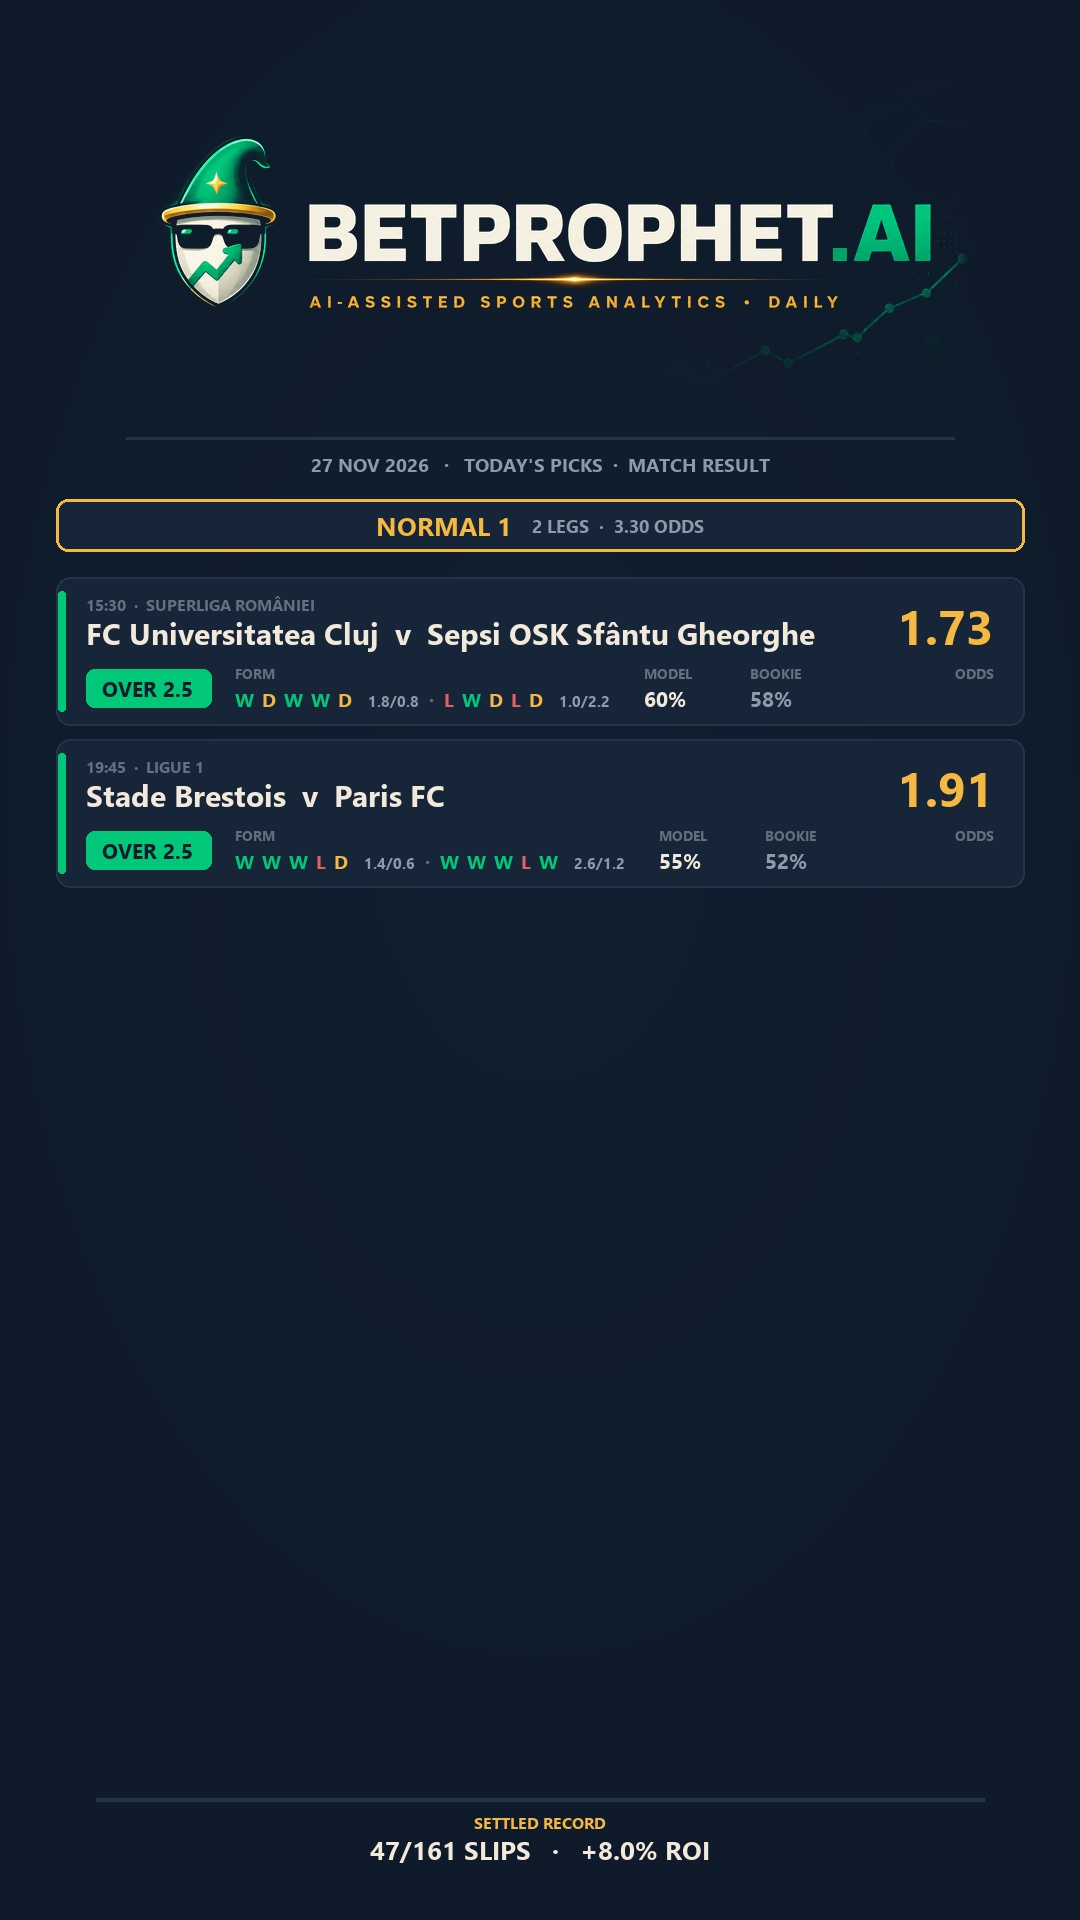 BETPROPHET.AI
AI-ASSISTED SPORTS ANALYTICS · DAILY
27 NOV 2026 · TODAY'S PICKS · MATCH RESULT
NORMAL 1 2 LEGS · 3.30 ODDS
15:30 · SUPERLIGA ROMÂNIEI
FC Universitatea Cluj v Sepsi OSK Sfântu Gheorghe 1.73
FORM MODEL BOOKIE ODDS
OVER 2.5 W D W W D 1.8/0.8 · L W D L D 1.0/2.2 60% 58%
19:45 · LIGUE 1
Stade Brestois v Paris FC 1.91
FORM MODEL BOOKIE ODDS
OVER 2.5 W W W L D 1.4/0.6 · W W W L W 2.6/1.2 55% 52%
SETTLED RECORD
47/161 SLIPS · +8.0% ROI